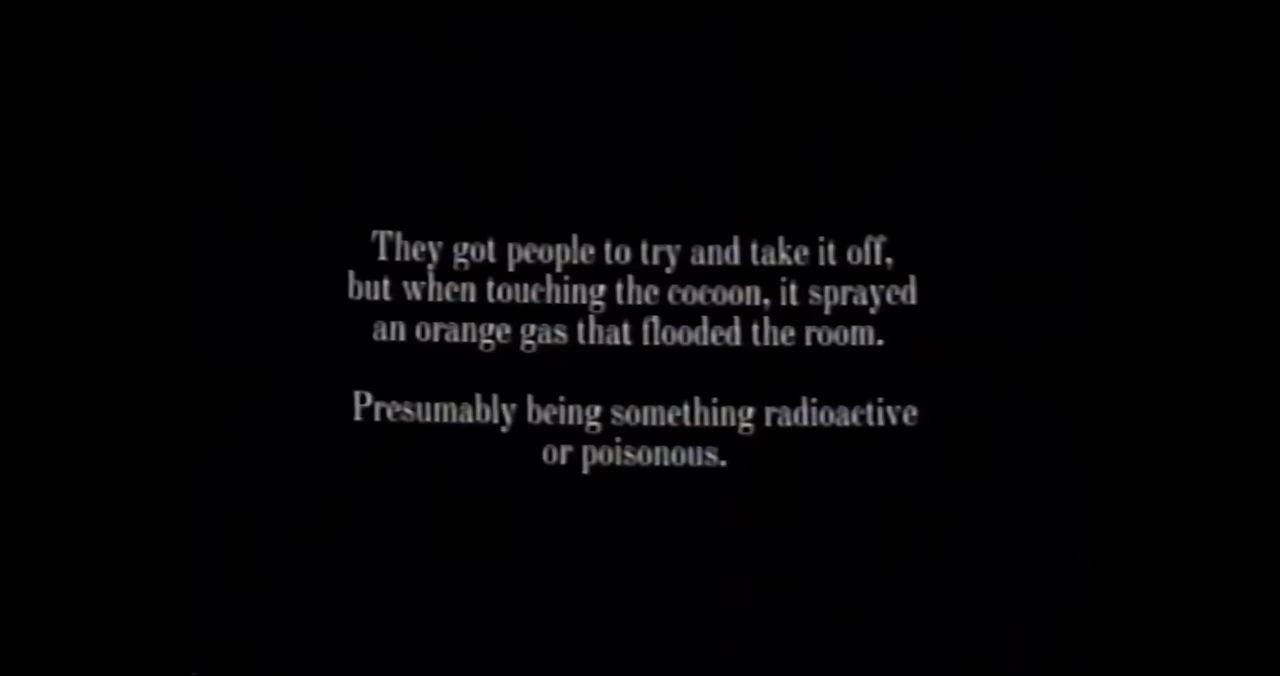 They got people to try and take it off,
but when touching the cocoon, it sprayed
an orange gas that flooded the room.
Presumably being something radioactive
or poisonous.